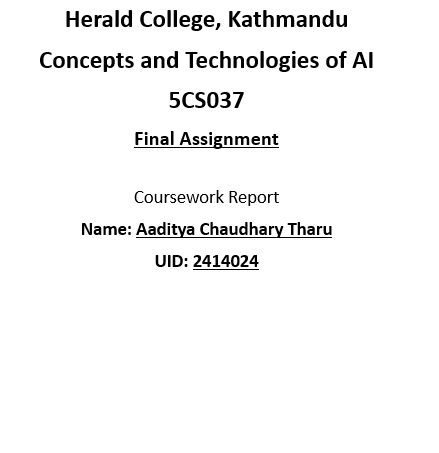 Herald College, Kathmandu
Concepts and Technologies of AI
5CS037
Final Assignment
Coursework Report
Name: Aaditya Chaudhary Tharu
UID: 2414024